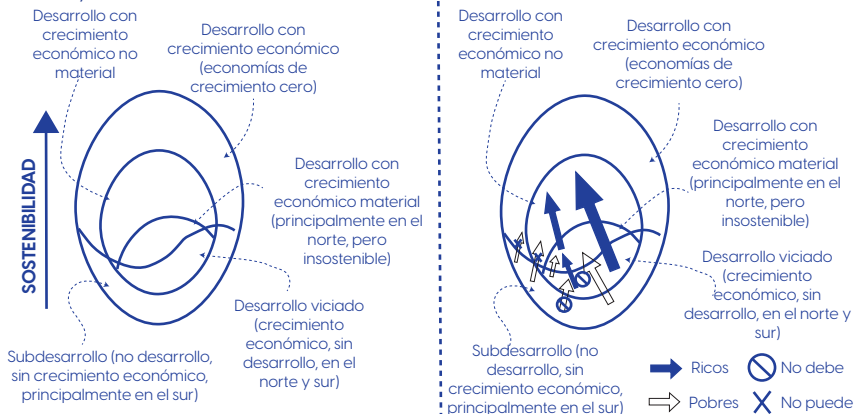 Desarrollo con
crecimiento
económico no
material
Desarrollo con
crecimiento económico
(economías de
crecimiento cero)
SOSTENIBILIDAD
Desarrollo con
crecimiento
económico material
(principalmente en el
norte, pero
insostenible)
Desarrollo viciado
(crecimiento
económico, sin
desarrollo, en el
norte y sur)
Subdesarrollo (no desarrollo,
sin crecimiento económico,
principalmente en el sur)
Desarrollo con
crecimiento
económico no
material
Desarrollo con
crecimiento económico
(economías de
crecimiento cero)
Desarrollo con
crecimiento
económico material
(principalmente en el
norte, pero
insostenible)
Desarrollo viciado
(crecimiento
económico, sin
desarrollo, en el norte y
sur)
Subdesarrollo (no
desarrollo, sin
crecimiento económico,
principalmente en el sur)
Ricos
No debe
Pobres
No puede